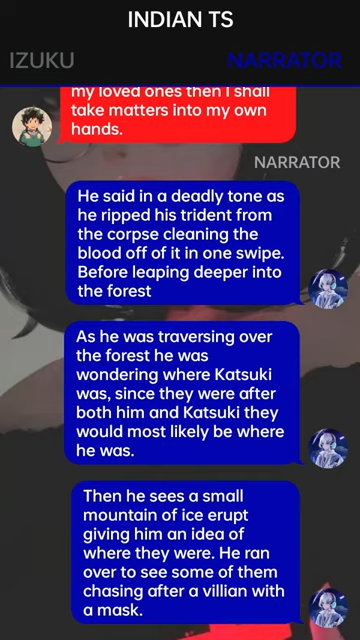 INDIAN TS
IZUKU
NARRATOR
my loved ones then I shall
take matters into my own
hands.
NARRATOR
He said in a deadly tone as
he ripped his trident from
the corpse cleaning the
blood off of it in one swipe.
Before leaping deeper into
the forest
As he was traversing over
the forest he was
wondering where Katsuki
was, since they were after
both him and Katsuki they
would most likely be where
he was.
Then he sees a small
mountain of ice erupt
giving him an idea of
where they were. He ran
over to see some of them
chasing after a villian with
a mask.